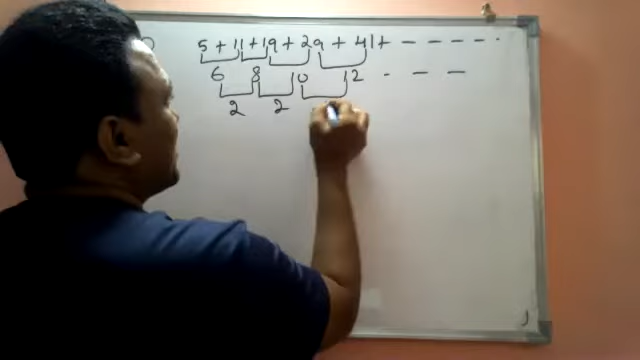 5 + 11 + 19 + 29 + 41 + - - - - - .
6 8 10 12 - - -
2 2